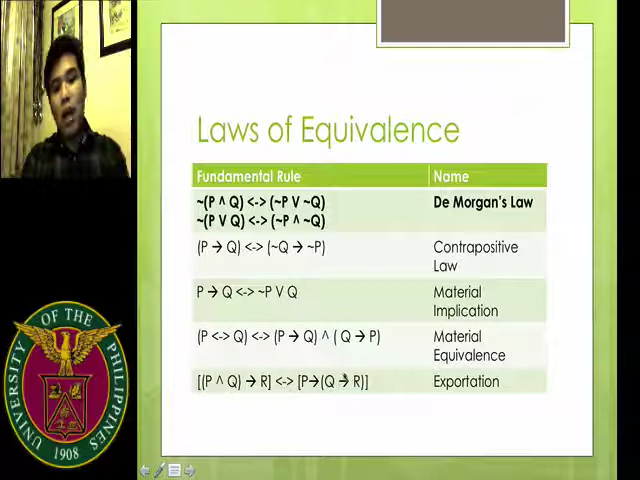 Laws of Equivalence
Fundamental Rule Name
~(P ^ Q) <-> (~P V ~Q) De Morgan's Law
~(P V Q) <-> (~P ^ ~Q)
(P → Q) <-> (~Q → ~P) Contrapositive
Law
P → Q <-> ~P V Q Material
Implication
(P <-> Q) <-> (P → Q) ^ ( Q → P) Material
Equivalence
[(P ^ Q) → R] <-> [P→(Q → R)] Exportation
UNIVERSITY OF THE PHILIPPINES
1908